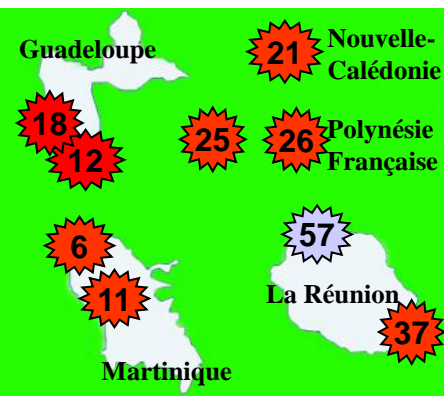 Guadeloupe
21 Nouvelle-
Calédonie
18
12
25
26 Polynésie
Française
6
11
Martinique
57
La Réunion
37